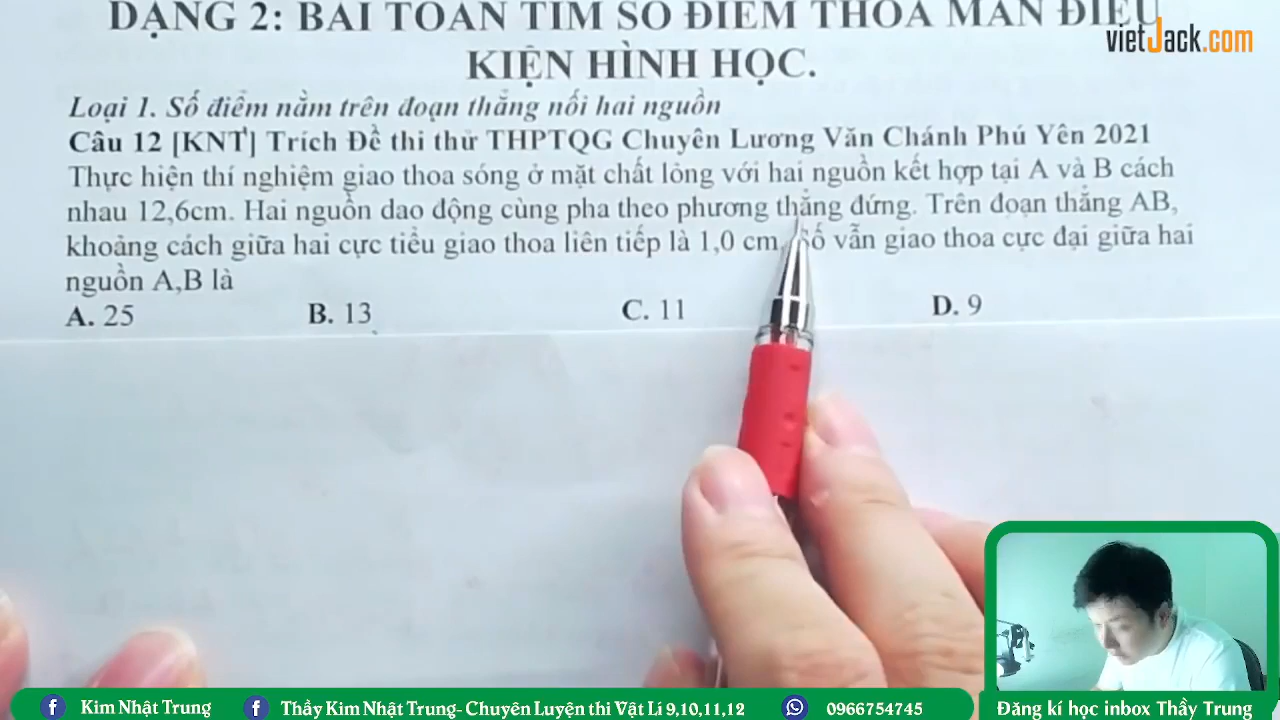 DẠNG 2: BÀI TOÁN TÌM SỐ ĐIỂM THỎA MÃN ĐIỀU
vietJack.com
KIỆN HÌNH HỌC.
Loại 1. Số điểm nằm trên đoạn thẳng nối hai nguồn
Câu 12 [KNT] Trích Đề thi thử THPTQG Chuyên Lương Văn Chánh Phú Yên 2021
Thực hiện thí nghiệm giao thoa sóng ở mặt chất lỏng với hai nguồn kết hợp tại A và B cách
nhau 12,6cm. Hai nguồn dao động cùng pha theo phương thẳng đứng. Trên đoạn thẳng AB,
khoảng cách giữa hai cực tiểu giao thoa liên tiếp là 1,0 cm. Số vân giao thoa cực đại giữa hai
nguồn A,B là
A. 25 B. 13 C. 11 D. 9
Kim Nhật Trung Thầy Kim Nhật Trung- Chuyên Luyện thi Vật Lí 9,10,11,12 0966754745 Đăng kí học inbox Thầy Trung